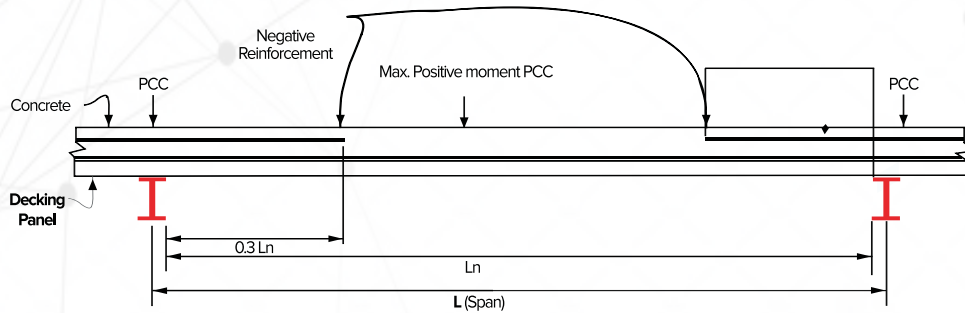 Negative
Reinforcement
Max. Positive moment PCC
PCC
PCC
Concrete
Decking
Panel
0.3 Ln
Ln
L (Span)